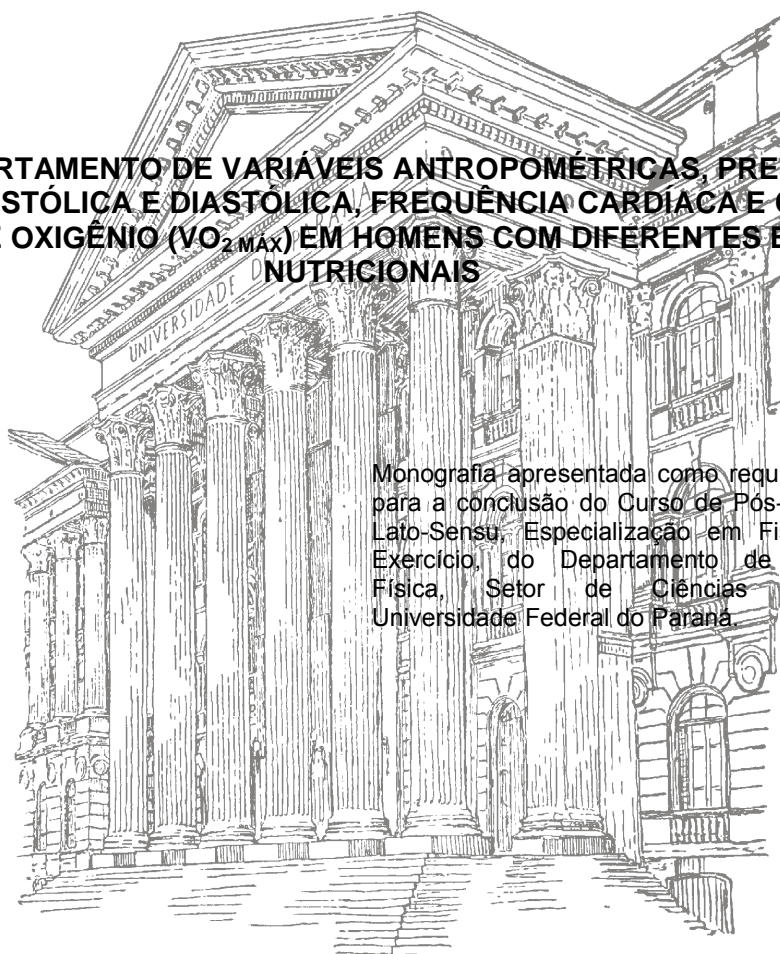 RTAMENTO DE VARIÁVEIS ANTROPOMÉTRICAS, PRE
STÓLICA E DIASTÓLICA, FREQUÊNCIA CARDÍACA E
OXIGÊNIO (VO2 MÁX) EM HOMENS COM DIFERENTES E
NUTRICIONAIS
UNIVERSIDADE DO PARANÁ
Monografia apresentada como requ
para a conclusão do Curso de Pós-
Lato-Sensu, Especialização em Fi
Exercício, do Departamento de
Física, Setor de Ciências
Universidade Federal do Paraná.